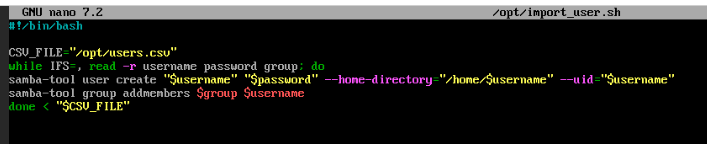 GNU nano 7.2 /opt/import_user.sh
#!/bin/bash
CSV_FILE="/opt/users.csv"
while IFS=, read -r username password group; do
samba-tool user create "$username" "$password" --home-directory="/home/$username" --uid="$username"
samba-tool group addmembers $group $username
done < "$CSV_FILE"